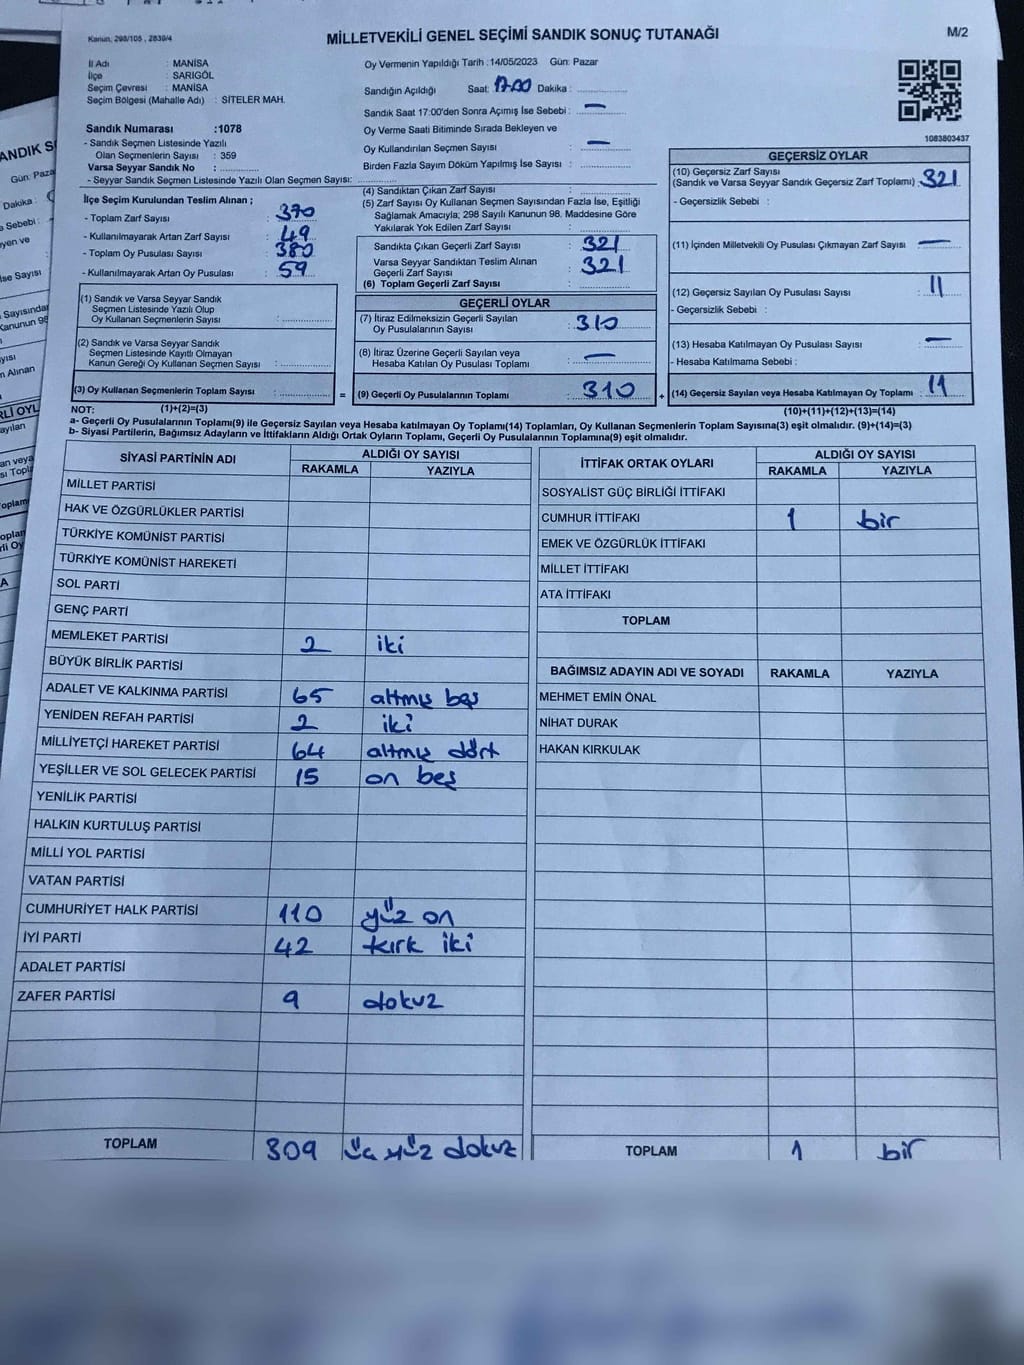 Kanun, 298/105 , 2839/4
MİLLETVEKİLİ GENEL SEÇİMİ SANDIK SONUÇ TUTANAĞI
M/2
İl Adı : MANİSA
İlçe : SARIGÖL
Seçim Çevresi : MANİSA
Seçim Bölgesi (Mahalle Adı) : SİTELER MAH.
Sandık Numarası :1078
- Sandık Seçmen Listesinde Yazılı
Olan Seçmenlerin Sayısı : 359
Varsa Seyyar Sandık No :
- Seyyar Sandık Seçmen Listesinde Yazılı Olan Seçmen Sayısı:
Oy Vermenin Yapıldığı Tarih :14/05/2023 Gün: Pazar
Sandığın Açıldığı Saat: 17:00 Dakika :
Sandık Saat 17:00'den Sonra Açımış İse Sebebi : —
Oy Verme Saati Bitiminde Sırada Bekleyen ve
Oy Kullandırılan Seçmen Sayısı : —
Birden Fazla Sayım Döküm Yapılmış İse Sayısı :
1083803437
İlçe Seçim Kurulundan Teslim Alınan ;
- Toplam Zarf Sayısı : 370
- Kullanılmayarak Artan Zarf Sayısı : 49
- Toplam Oy Pusulası Sayısı : 380
- Kullanılmayarak Artan Oy Pusulası : 59
(1) Sandık ve Varsa Seyyar Sandık
Seçmen Listesinde Yazılı Olup
Oy Kullanan Seçmenlerin Sayısı :
(2) Sandık ve Varsa Seyyar Sandık
Seçmen Listesinde Kayıtlı Olmayan
Kanun Gereği Oy Kullanan Seçmen Sayısı :
(3) Oy Kullanan Seçmenlerin Toplam Sayısı :
(1)+(2)=(3)
(4) Sandıktan Çıkan Zarf Sayısı :
(5) Zarf Sayısı Oy Kullanan Seçmen Sayısından Fazla İse, Eşitliği
Sağlamak Amacıyla; 298 Sayılı Kanunun 98. Maddesine Göre
Yakılarak Yok Edilen Zarf Sayısı :
Sandıkta Çıkan Geçerli Zarf Sayısı : 321
Varsa Seyyar Sandıktan Teslim Alınan
Geçerli Zarf Sayısı : 321
(6) Toplam Geçerli Zarf Sayısı :
GEÇERLİ OYLAR
(7) İtiraz Edilmeksizin Geçerli Sayılan
Oy Pusulalarının Sayısı : 310
(8) İtiraz Üzerine Geçerli Sayılan veya
Hesaba Katılan Oy Pusulası Toplamı : —
= (9) Geçerli Oy Pusulalarının Toplamı : 310
GEÇERSİZ OYLAR
(10) Geçersiz Zarf Sayısı
(Sandık ve Varsa Seyyar Sandık Geçersiz Zarf Toplamı) : 321
- Geçersizlik Sebebi :
(11) İçinden Milletvekili Oy Pusulası Çıkmayan Zarf Sayısı : —
(12) Geçersiz Sayılan Oy Pusulası Sayısı : 11
- Geçersizlik Sebebi :
(13) Hesaba Katılmayan Oy Pusulası Sayısı : —
- Hesaba Katılmama Sebebi :
+ (14) Geçersiz Sayılan veya Hesaba Katılmayan Oy Toplamı : 11
(10)+(11)+(12)+(13)=(14)
NOT:
a- Geçerli Oy Pusulalarının Toplamı(9) ile Geçersiz Sayılan veya Hesaba katılmayan Oy Toplamı(14) Toplamları, Oy Kullanan Seçmenlerin Toplam Sayısına(3) eşit olmalıdır. (9)+(14)=(3)
b- Siyasi Partilerin, Bağımsız Adayların ve İttifakların Aldığı Ortak Oyların Toplamı, Geçerli Oy Pusulalarının Toplamına(9) eşit olmalıdır.
SİYASİ PARTİNİN ADI ALDIĞI OY SAYISI
RAKAMLA YAZIYLA
MİLLET PARTİSİ
HAK VE ÖZGÜRLÜKLER PARTİSİ
TÜRKİYE KOMÜNİST PARTİSİ
TÜRKİYE KOMÜNİST HAREKETİ
SOL PARTİ
GENÇ PARTİ
MEMLEKET PARTİSİ 2 iki
BÜYÜK BİRLİK PARTİSİ
ADALET VE KALKINMA PARTİSİ 65 altmış beş
YENİDEN REFAH PARTİSİ 2 iki
MİLLİYETÇİ HAREKET PARTİSİ 64 altmış dört
YEŞİLLER VE SOL GELECEK PARTİSİ 15 on beş
YENİLİK PARTİSİ
HALKIN KURTULUŞ PARTİSİ
MİLLİ YOL PARTİSİ
VATAN PARTİSİ
CUMHURİYET HALK PARTİSİ 110 yüz on
İYİ PARTİ 42 kırk iki
ADALET PARTİSİ
ZAFER PARTİSİ 9 dokuz
TOPLAM 309 üç yüz dokuz
İTTİFAK ORTAK OYLARI ALDIĞI OY SAYISI
RAKAMLA YAZIYLA
SOSYALİST GÜÇ BİRLİĞİ İTTİFAKI
CUMHUR İTTİFAKI 1 bir
EMEK VE ÖZGÜRLÜK İTTİFAKI
MİLLET İTTİFAKI
ATA İTTİFAKI
TOPLAM
BAĞIMSIZ ADAYIN ADI VE SOYADI RAKAMLA YAZIYLA
MEHMET EMİN ÖNAL
NİHAT DURAK
HAKAN KIRKULAK
TOPLAM 1 bir